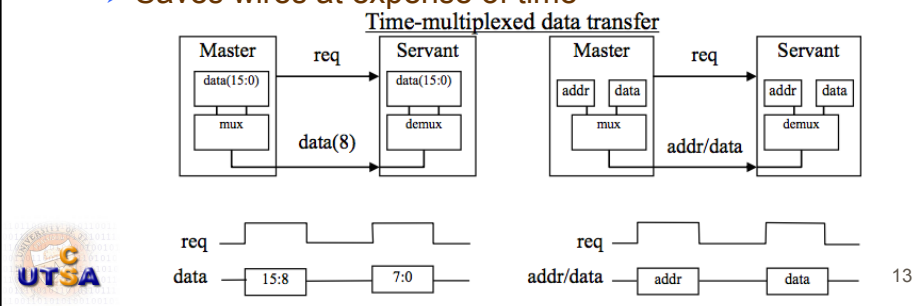 Saves wires at expense of time
Time-multiplexed data transfer
Master req Servant
data(15:0) data(15:0)
mux demux
data(8)
req
data 15:8 7:0
Master req Servant
addr data addr data
mux demux
addr/data
req
addr/data addr data
UTSA
13